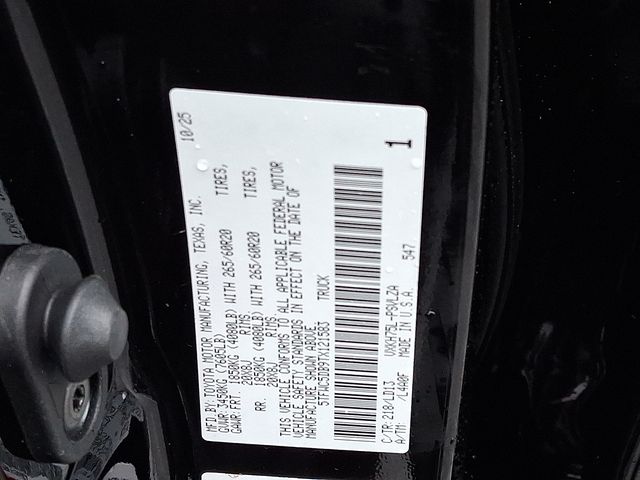 MFD BY: TOYOTA MOTOR MANUFACTURING, TEXAS, INC. 10/25
GVWR 3450KG (7605LB)
GAWR FRT. 1850KG (4080LB) WITH 265/60R20 TIRES,
20X8J RIMS,
RR. 1890KG (4080LB) WITH 265/60R20 TIRES,
20X8J RIMS.
THIS VEHICLE CONFORMS TO ALL APPLICABLE FEDERAL MOTOR
VEHICLE SAFETY STANDARDS IN EFFECT ON THE DATE OF
MANUFACTURE SHOWN ABOVE.
TRUCK
1
C/TR: 218/LD13
A/TM: /LA0F
MADE IN U.S.A. 547